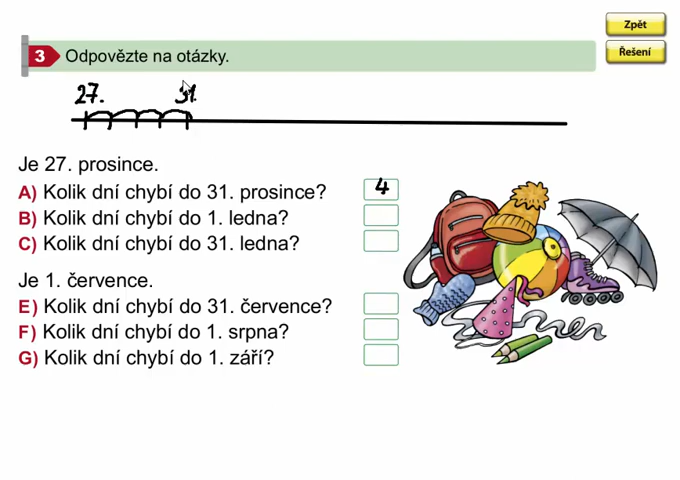 Zpět
3 Odpovězte na otázky.
Řešení
27. 31.
Je 27. prosince.
A) Kolik dní chybí do 31. prosince? 4
B) Kolik dní chybí do 1. ledna?
C) Kolik dní chybí do 31. ledna?
Je 1. července.
E) Kolik dní chybí do 31. července?
F) Kolik dní chybí do 1. srpna?
G) Kolik dní chybí do 1. září?